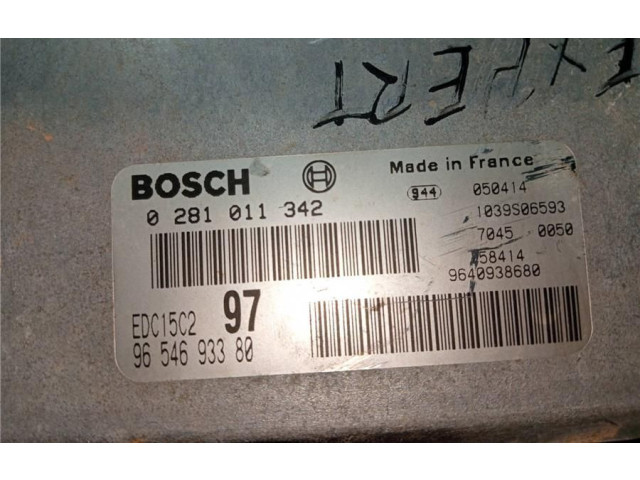 EXPERT
BOSCH
Made in France
0 281 011 342
944 050414
1039S06593
7045 0050
58414
9640938680
EDC15C2 97
96 546 933 80